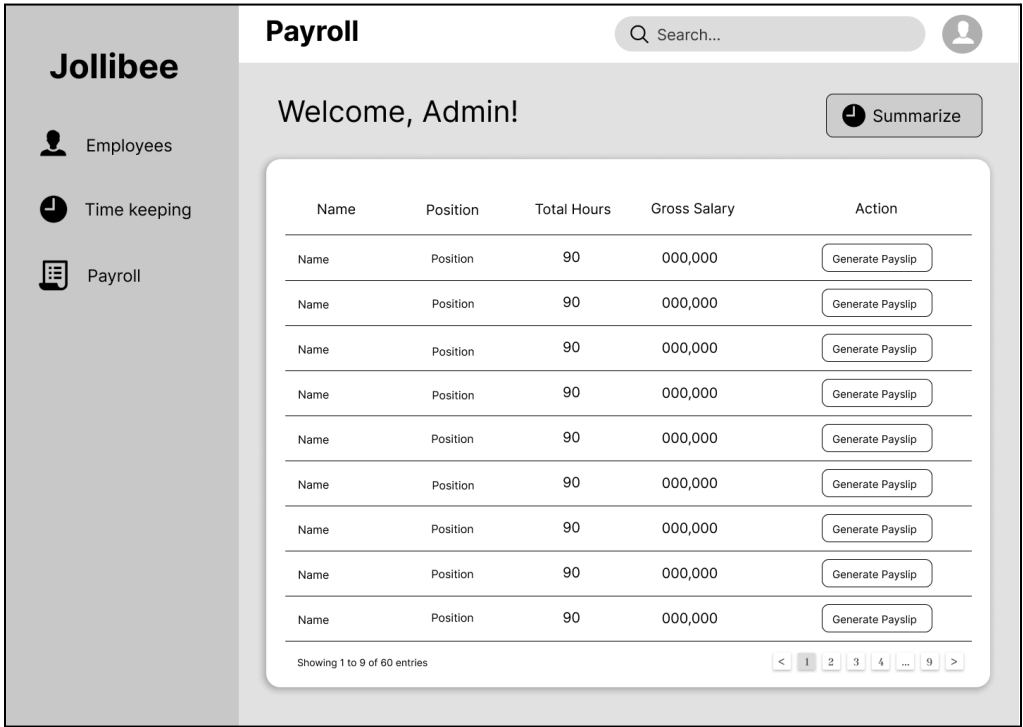 Jollibee
Employees
Time keeping
Payroll
Payroll
Search...
Welcome, Admin!
Summarize
Name Position Total Hours Gross Salary Action
Name Position 90 000,000 Generate Payslip
Name Position 90 000,000 Generate Payslip
Name Position 90 000,000 Generate Payslip
Name Position 90 000,000 Generate Payslip
Name Position 90 000,000 Generate Payslip
Name Position 90 000,000 Generate Payslip
Name Position 90 000,000 Generate Payslip
Name Position 90 000,000 Generate Payslip
Name Position 90 000,000 Generate Payslip
Showing 1 to 9 of 60 entries < 1 2 3 4 ... 9 >